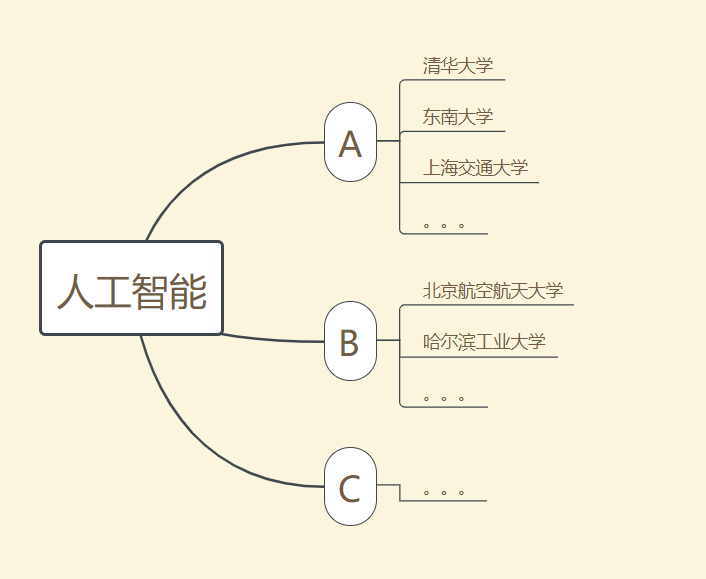 人工智能
A
清华大学
东南大学
上海交通大学
。。。
B
北京航空航天大学
哈尔滨工业大学
。。。
C
。。。